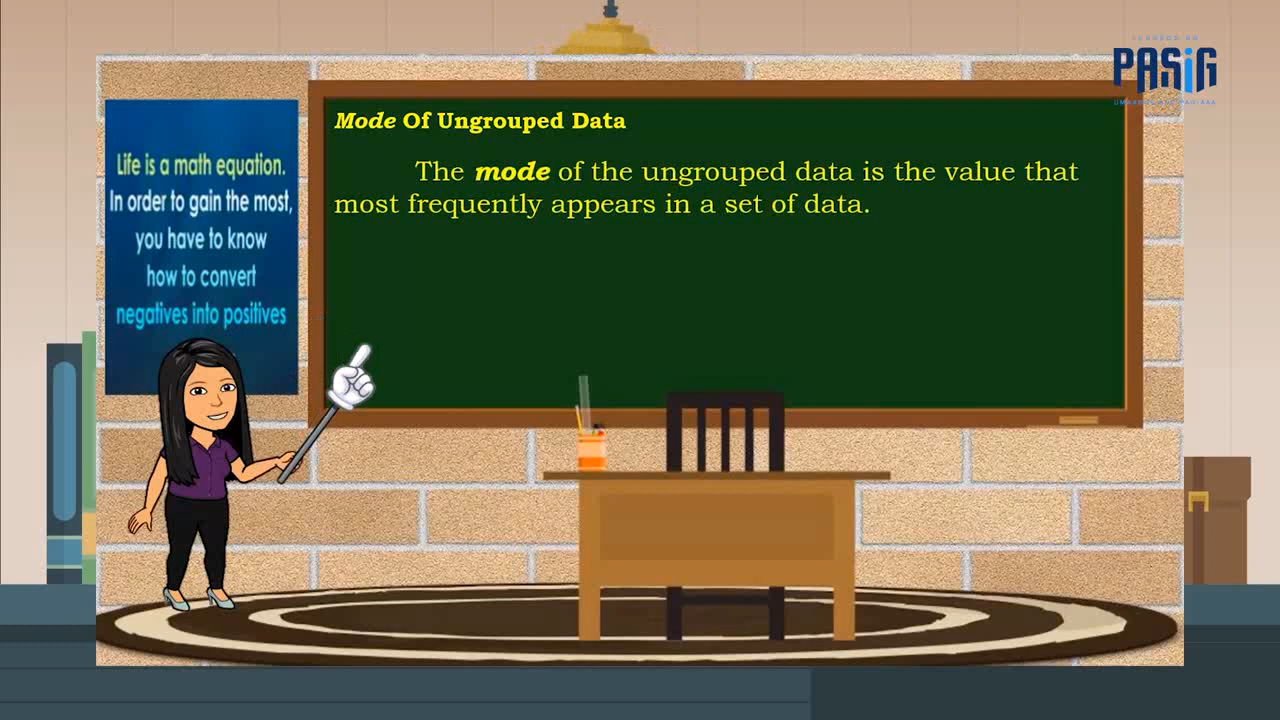 Mode Of Ungrouped Data
The mode of the ungrouped data is the value that
most frequently appears in a set of data.
Life is a math equation.
In order to gain the most,
you have to know
how to convert
negatives into positives
PASiG